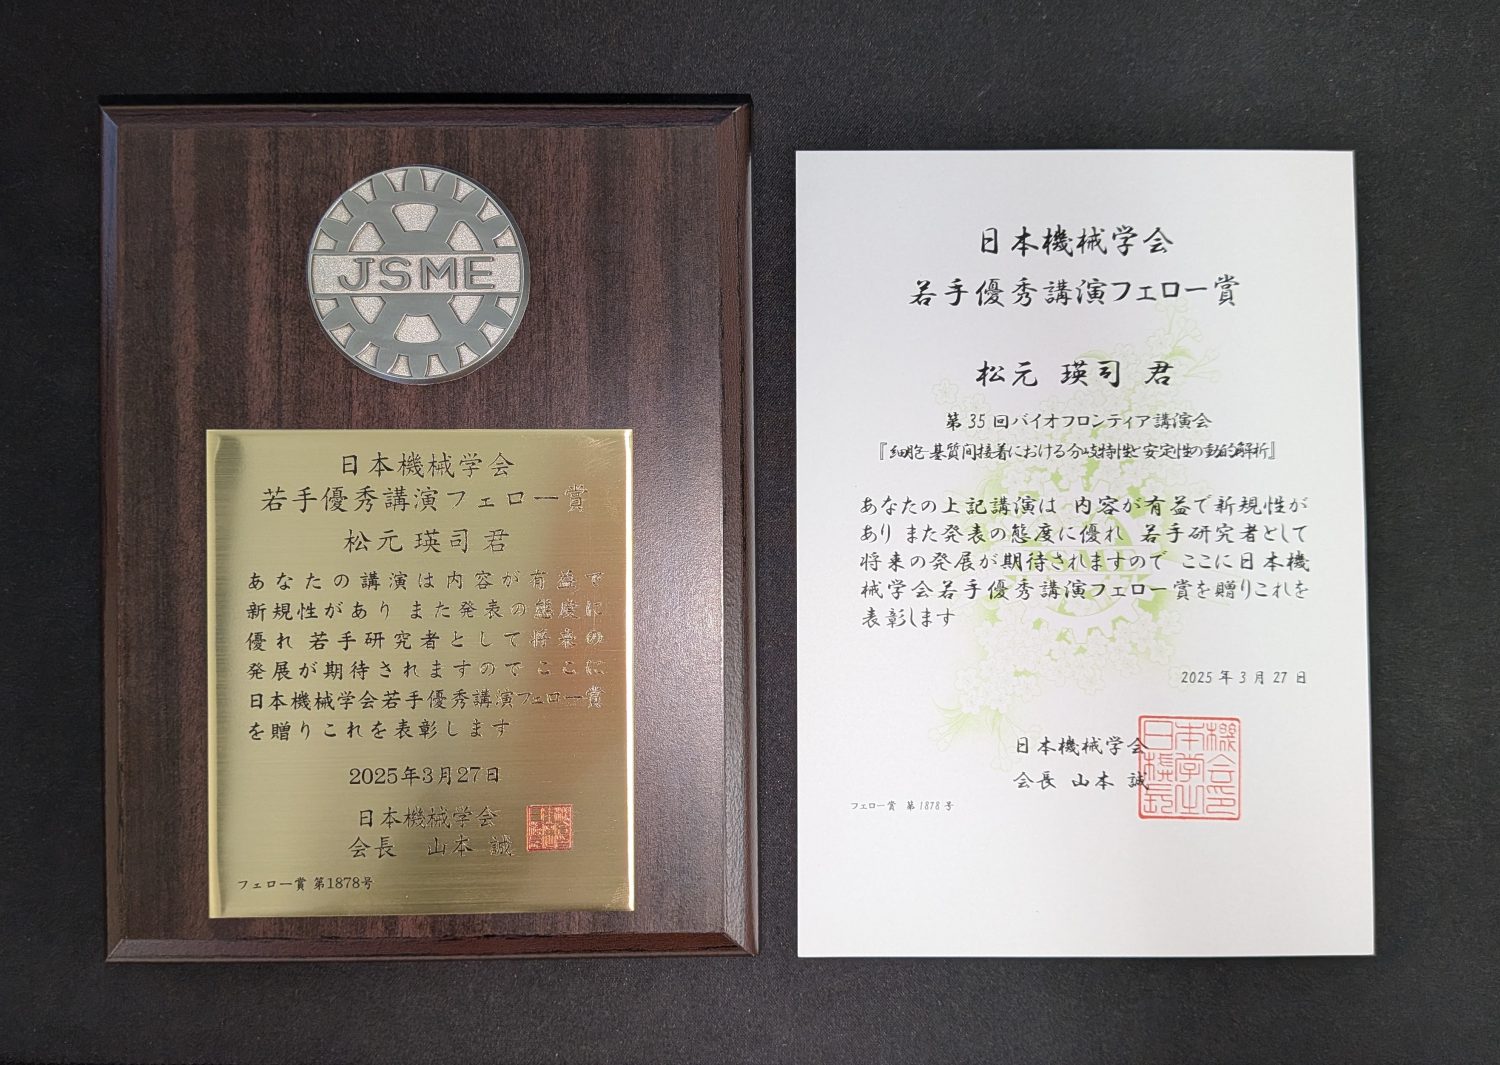 JSME
日本機械学会
若手優秀講演フェロー賞
松元 瑛司 君
あなたの講演は内容が有益で
新規性があり また発表の態度に
優れ 若手研究者として将来の
発展が期待されますので ここに
日本機械学会若手優秀講演フェロー賞
を贈りこれを表彰します
2025年3月27日
日本機械学会
会長 山本 誠
フェロー賞 第1878号
日本機械学会
若手優秀講演フェロー賞
松元 瑛司 君
第35回バイオフロンティア講演会
『細胞基質間接着における分岐特性と安定性の動的解析』
あなたの上記講演は 内容が有益で新規性が
あり また発表の態度に優れ 若手研究者として
将来の発展が期待されますので ここに日本機
械学会若手優秀講演フェロー賞を贈りこれを
表彰します
2025年3月27日
日本機械学会
会長 山本 誠
フェロー賞 第1878号